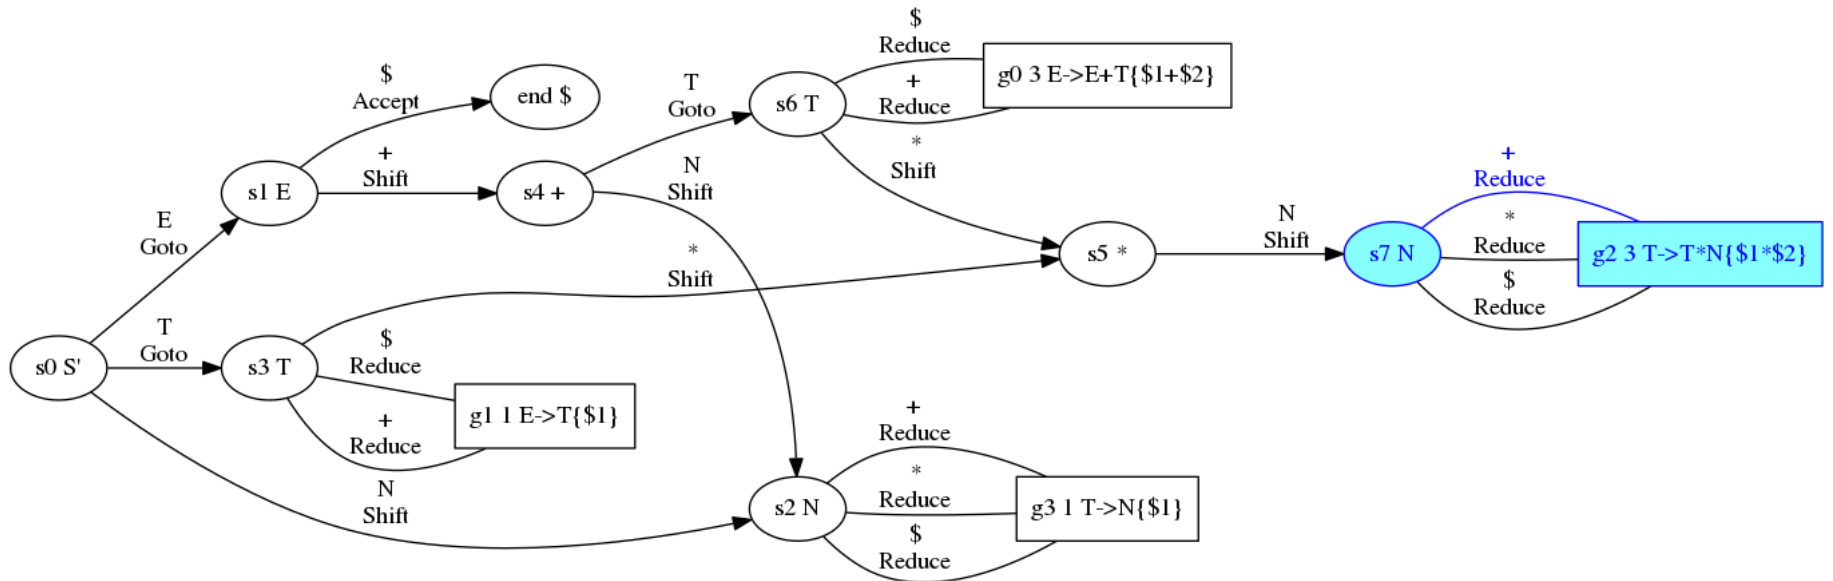 $
Reduce
g0 3 E->E+T{$1+$2}
+
Reduce
s6 T
T
Goto
*
Shift
$
Accept
end $
+
Shift
s1 E
s4 +
N
Shift
E
Goto
*
Shift
s5 *
N
Shift
s7 N
+
Reduce
*
Reduce
$
Reduce
g2 3 T->T*N{$1*$2}
s0 S'
T
Goto
s3 T
$
Reduce
+
Reduce
g1 1 E->T{$1}
N
Shift
s2 N
+
Reduce
*
Reduce
$
Reduce
g3 1 T->N{$1}